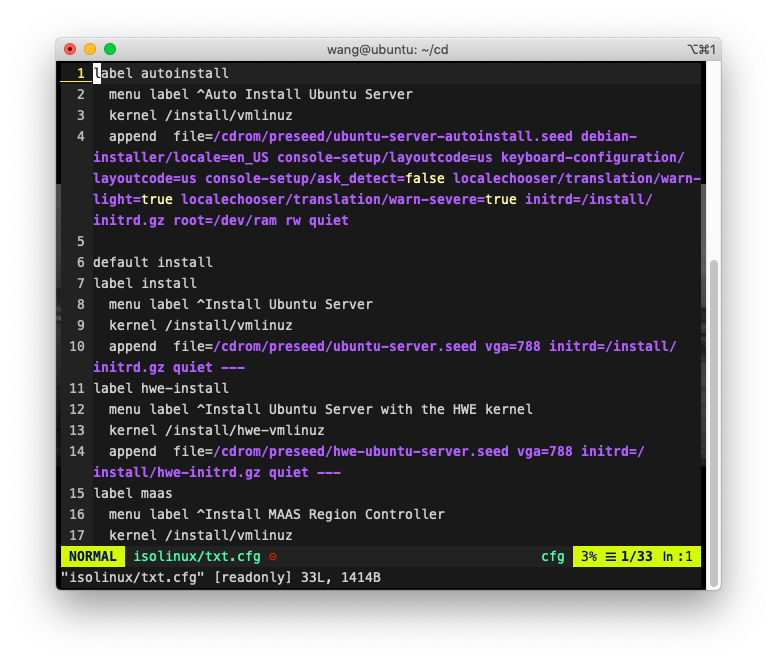 wang@ubuntu: ~/cd ⌥⌘1
1 label autoinstall
2 menu label ^Auto Install Ubuntu Server
3 kernel /install/vmlinuz
4 append  file=/cdrom/preseed/ubuntu-server-autoinstall.seed debian-
installer/locale=en_US console-setup/layoutcode=us keyboard-configuration/
layoutcode=us console-setup/ask_detect=false localechooser/translation/warn-
light=true localechooser/translation/warn-severe=true initrd=/install/
initrd.gz root=/dev/ram rw quiet
5
6 default install
7 label install
8 menu label ^Install Ubuntu Server
9 kernel /install/vmlinuz
10 append  file=/cdrom/preseed/ubuntu-server.seed vga=788 initrd=/install/
initrd.gz quiet ---
11 label hwe-install
12 menu label ^Install Ubuntu Server with the HWE kernel
13 kernel /install/hwe-vmlinuz
14 append  file=/cdrom/preseed/hwe-ubuntu-server.seed vga=788 initrd=/
install/hwe-initrd.gz quiet ---
15 label maas
16 menu label ^Install MAAS Region Controller
17 kernel /install/vmlinuz
NORMAL isolinux/txt.cfg ⊙ cfg 3% ☰ 1/33 ln :1
"isolinux/txt.cfg" [readonly] 33L, 1414B